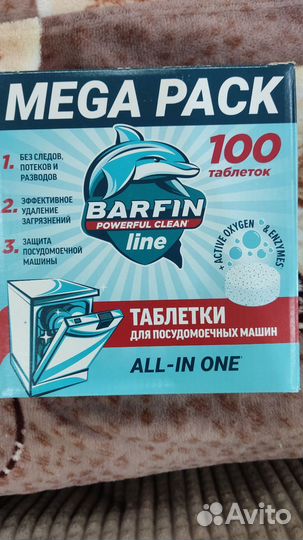 MEGA PACK
1. БЕЗ СЛЕДОВ,
ПОТЕКОВ И
РАЗВОДОВ
2. ЭФФЕКТИВНОЕ
УДАЛЕНИЕ
ЗАГРЯЗНЕНИЙ
3. ЗАЩИТА
ПОСУДОМОЕЧНОЙ
МАШИНЫ
BARFIN
POWERFUL CLEAN
line
100
таблеток
+ ACTIVE OXYGEN & ENZYMES
ТАБЛЕТКИ
ДЛЯ ПОСУДОМОЕЧНЫХ МАШИН
ALL-IN ONE
Avito